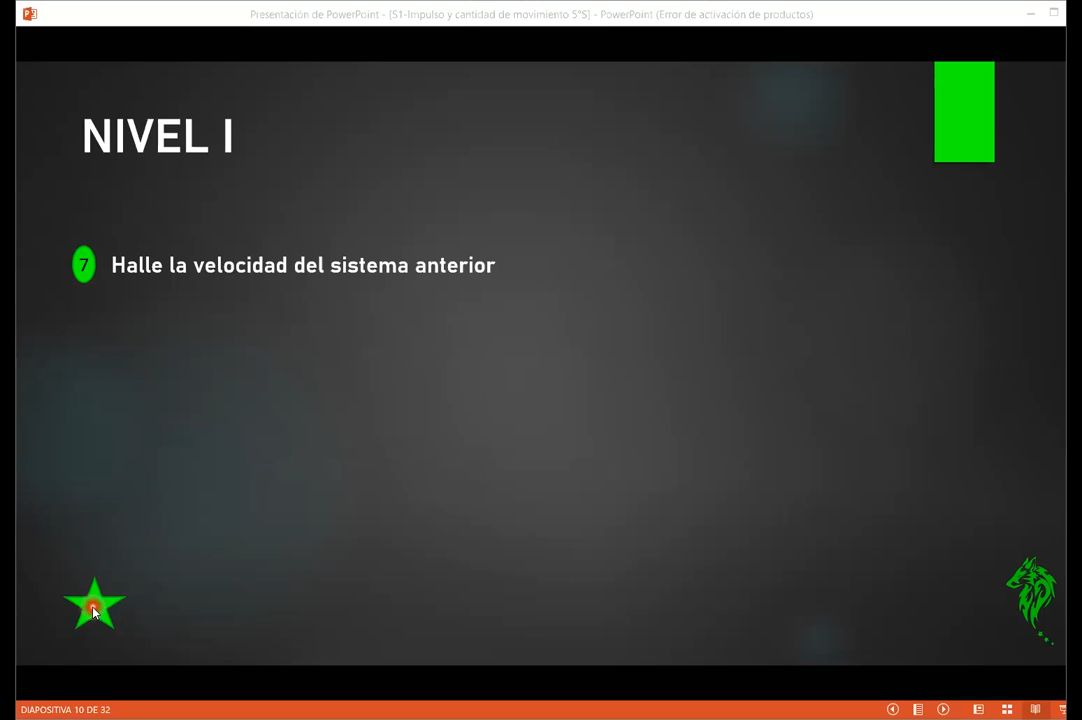 Presentación de PowerPoint - [S1-Impulso y cantidad de movimiento 5°S] - PowerPoint (Error de activación de productos)
NIVEL I
7 Halle la velocidad del sistema anterior
DIAPOSITIVA 10 DE 32